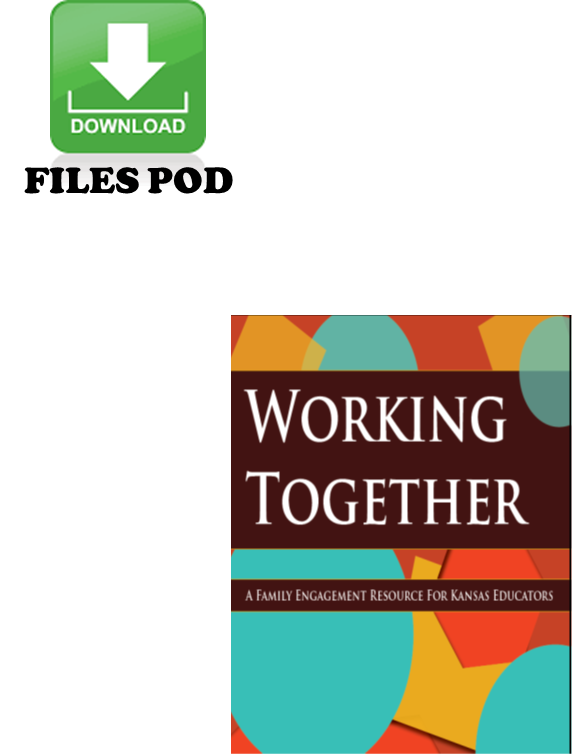 DOWNLOAD
FILES POD
WORKING
TOGETHER
A FAMILY ENGAGEMENT RESOURCE FOR KANSAS EDUCATORS